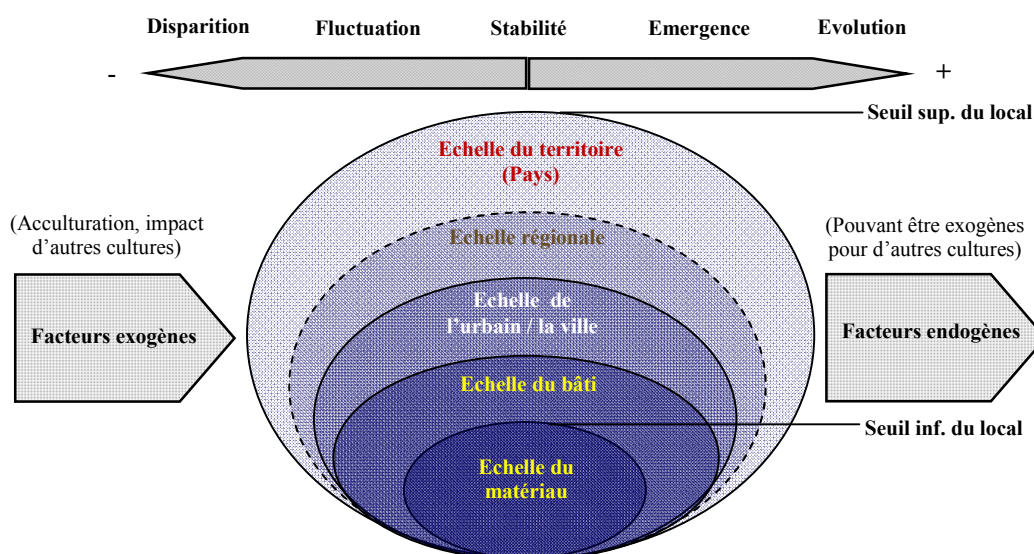 Disparition Fluctuation Stabilité Emergence Evolution
- +
Seuil sup. du local
Echelle du territoire
(Pays)
(Acculturation, impact
d’autres cultures)
Echelle régionale
(Pouvant être exogènes
pour d’autres cultures)
Echelle de
l’urbain / la ville
Facteurs exogènes
Facteurs endogènes
Echelle du bâti
Seuil inf. du local
Echelle du
matériau